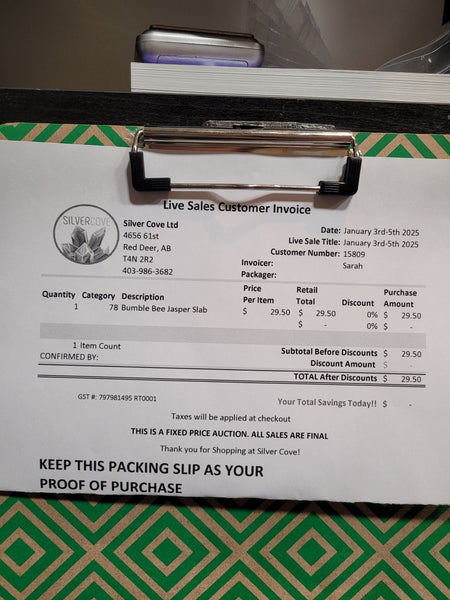 Live Sales Customer Invoice
SILVERCOVE
Silver Cove Ltd
4656 61st
Red Deer, AB
T4N 2R2
403-986-3682
Date: January 3rd-5th 2025
Live Sale Title: January 3rd-5th 2025
Customer Number: 15809
Invoicer: Sarah
Packager:
Quantity Category Description Price Per Item Retail Total Discount Purchase Amount
1 78 Bumble Bee Jasper Slab $ 29.50 $ 29.50 0% $ 29.50
$ - 0% $ -
1 Item Count
Subtotal Before Discounts $ 29.50
CONFIRMED BY:
Discount Amount $ -
TOTAL After Discounts $ 29.50
GST #: 797981495 RT0001
Your Total Savings Today!! $ -
Taxes will be applied at checkout
THIS IS A FIXED PRICE AUCTION. ALL SALES ARE FINAL
Thank you for Shopping at Silver Cove!
KEEP THIS PACKING SLIP AS YOUR
PROOF OF PURCHASE